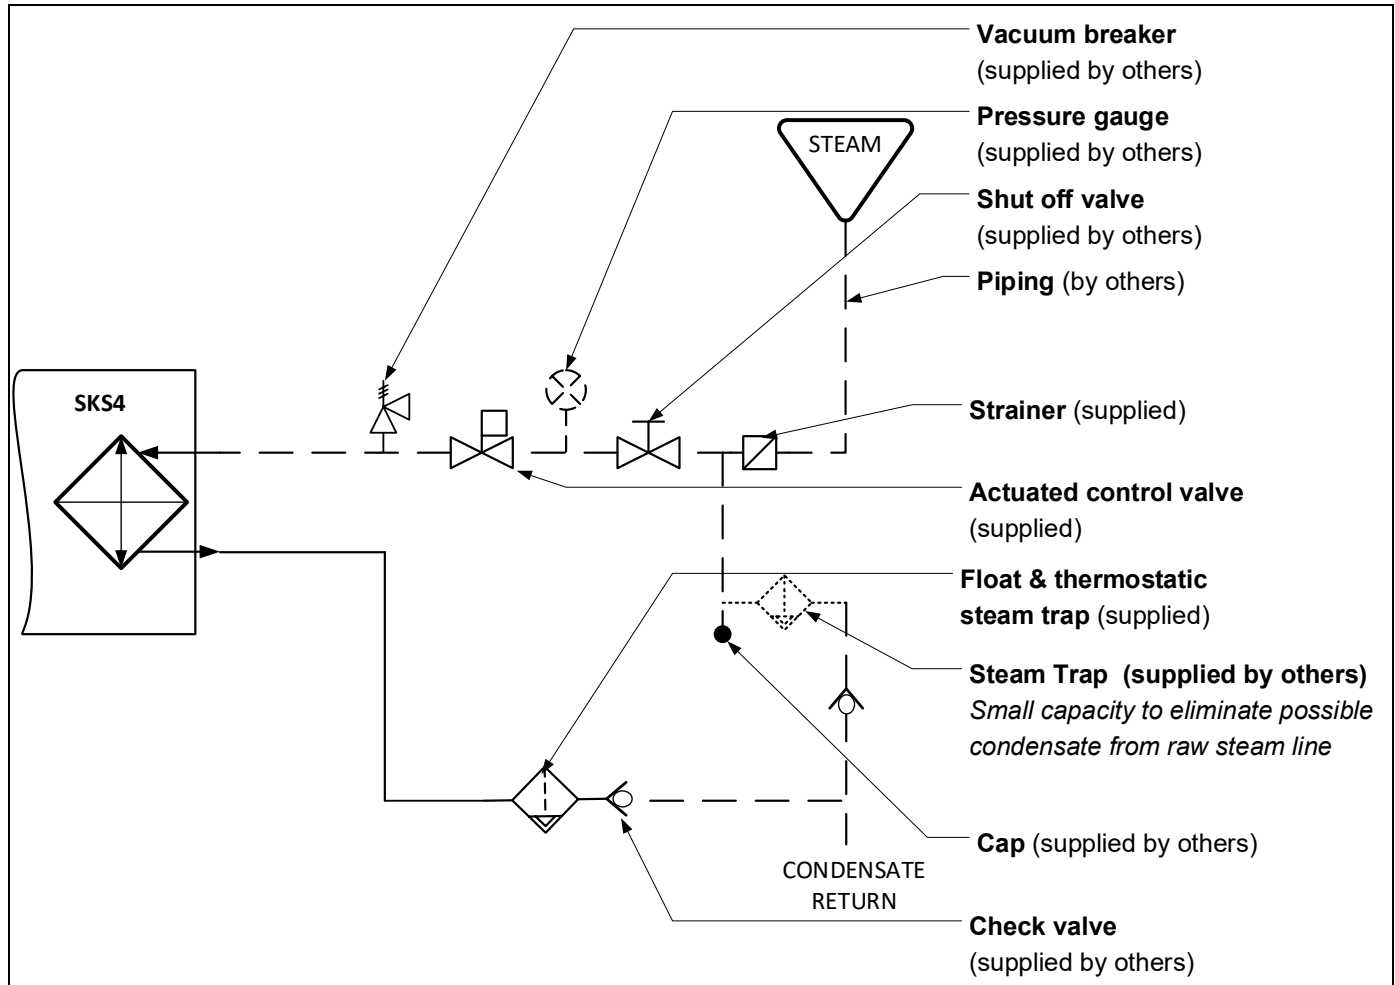 Vacuum breaker
(supplied by others)
Pressure gauge
(supplied by others)
STEAM
Shut off valve
(supplied by others)
Piping (by others)
SKS4
Strainer (supplied)
Actuated control valve
(supplied)
Float & thermostatic
steam trap (supplied)
Steam Trap (supplied by others)
Small capacity to eliminate possible
condensate from raw steam line
Cap (supplied by others)
CONDENSATE
RETURN
Check valve
(supplied by others)